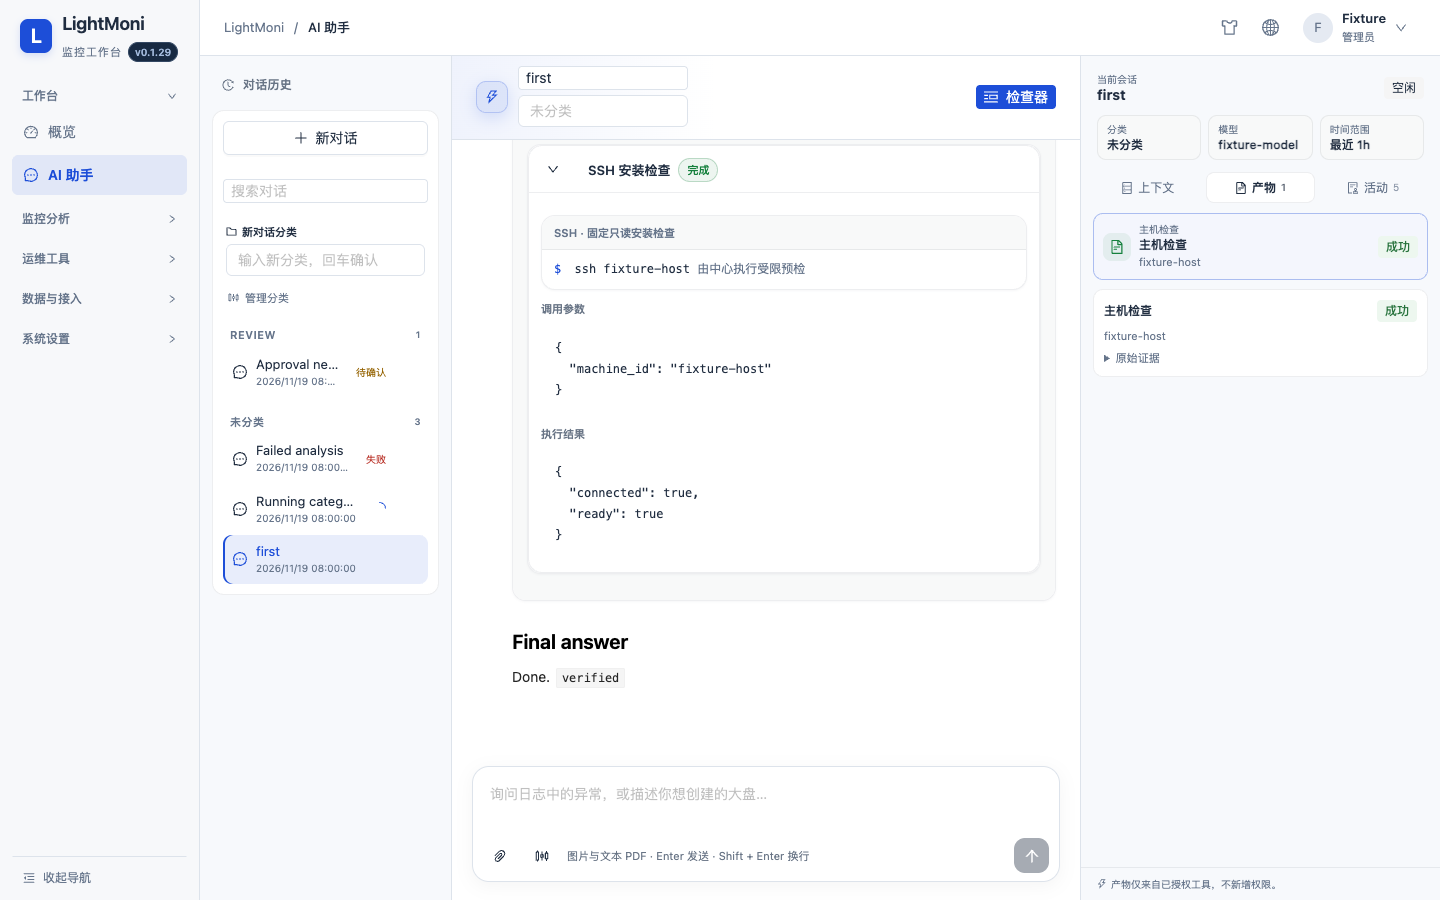 L
LightMoni
监控工作台 v0.1.29
工作台
概览
AI 助手
监控分析
运维工具
数据与接入
系统设置
收起导航
LightMoni / AI 助手
F
Fixture
管理员
对话历史
新对话
搜索对话
新对话分类
输入新分类，回车确认
管理分类
REVIEW 1
Approval ne... 待确认
2026/11/19 08:...
未分类 3
Failed analysis 失败
2026/11/19 08:00...
Running categ...
2026/11/19 08:00:00
first
2026/11/19 08:00:00
first
未分类
检查器
SSH 安装检查 完成
SSH · 固定只读安装检查
$ ssh fixture-host 由中心执行受限预检
调用参数
{
"machine_id": "fixture-host"
}
执行结果
{
"connected": true,
"ready": true
}
Final answer
Done. verified
询问日志中的异常，或描述你想创建的大盘...
图片与文本 PDF · Enter 发送 · Shift + Enter 换行
当前会话
first
空闲
分类
未分类
模型
fixture-model
时间范围
最近 1h
上下文
产物 1
活动 5
主机检查
主机检查
fixture-host
成功
主机检查
成功
fixture-host
原始证据
产物仅来自已授权工具，不新增权限。